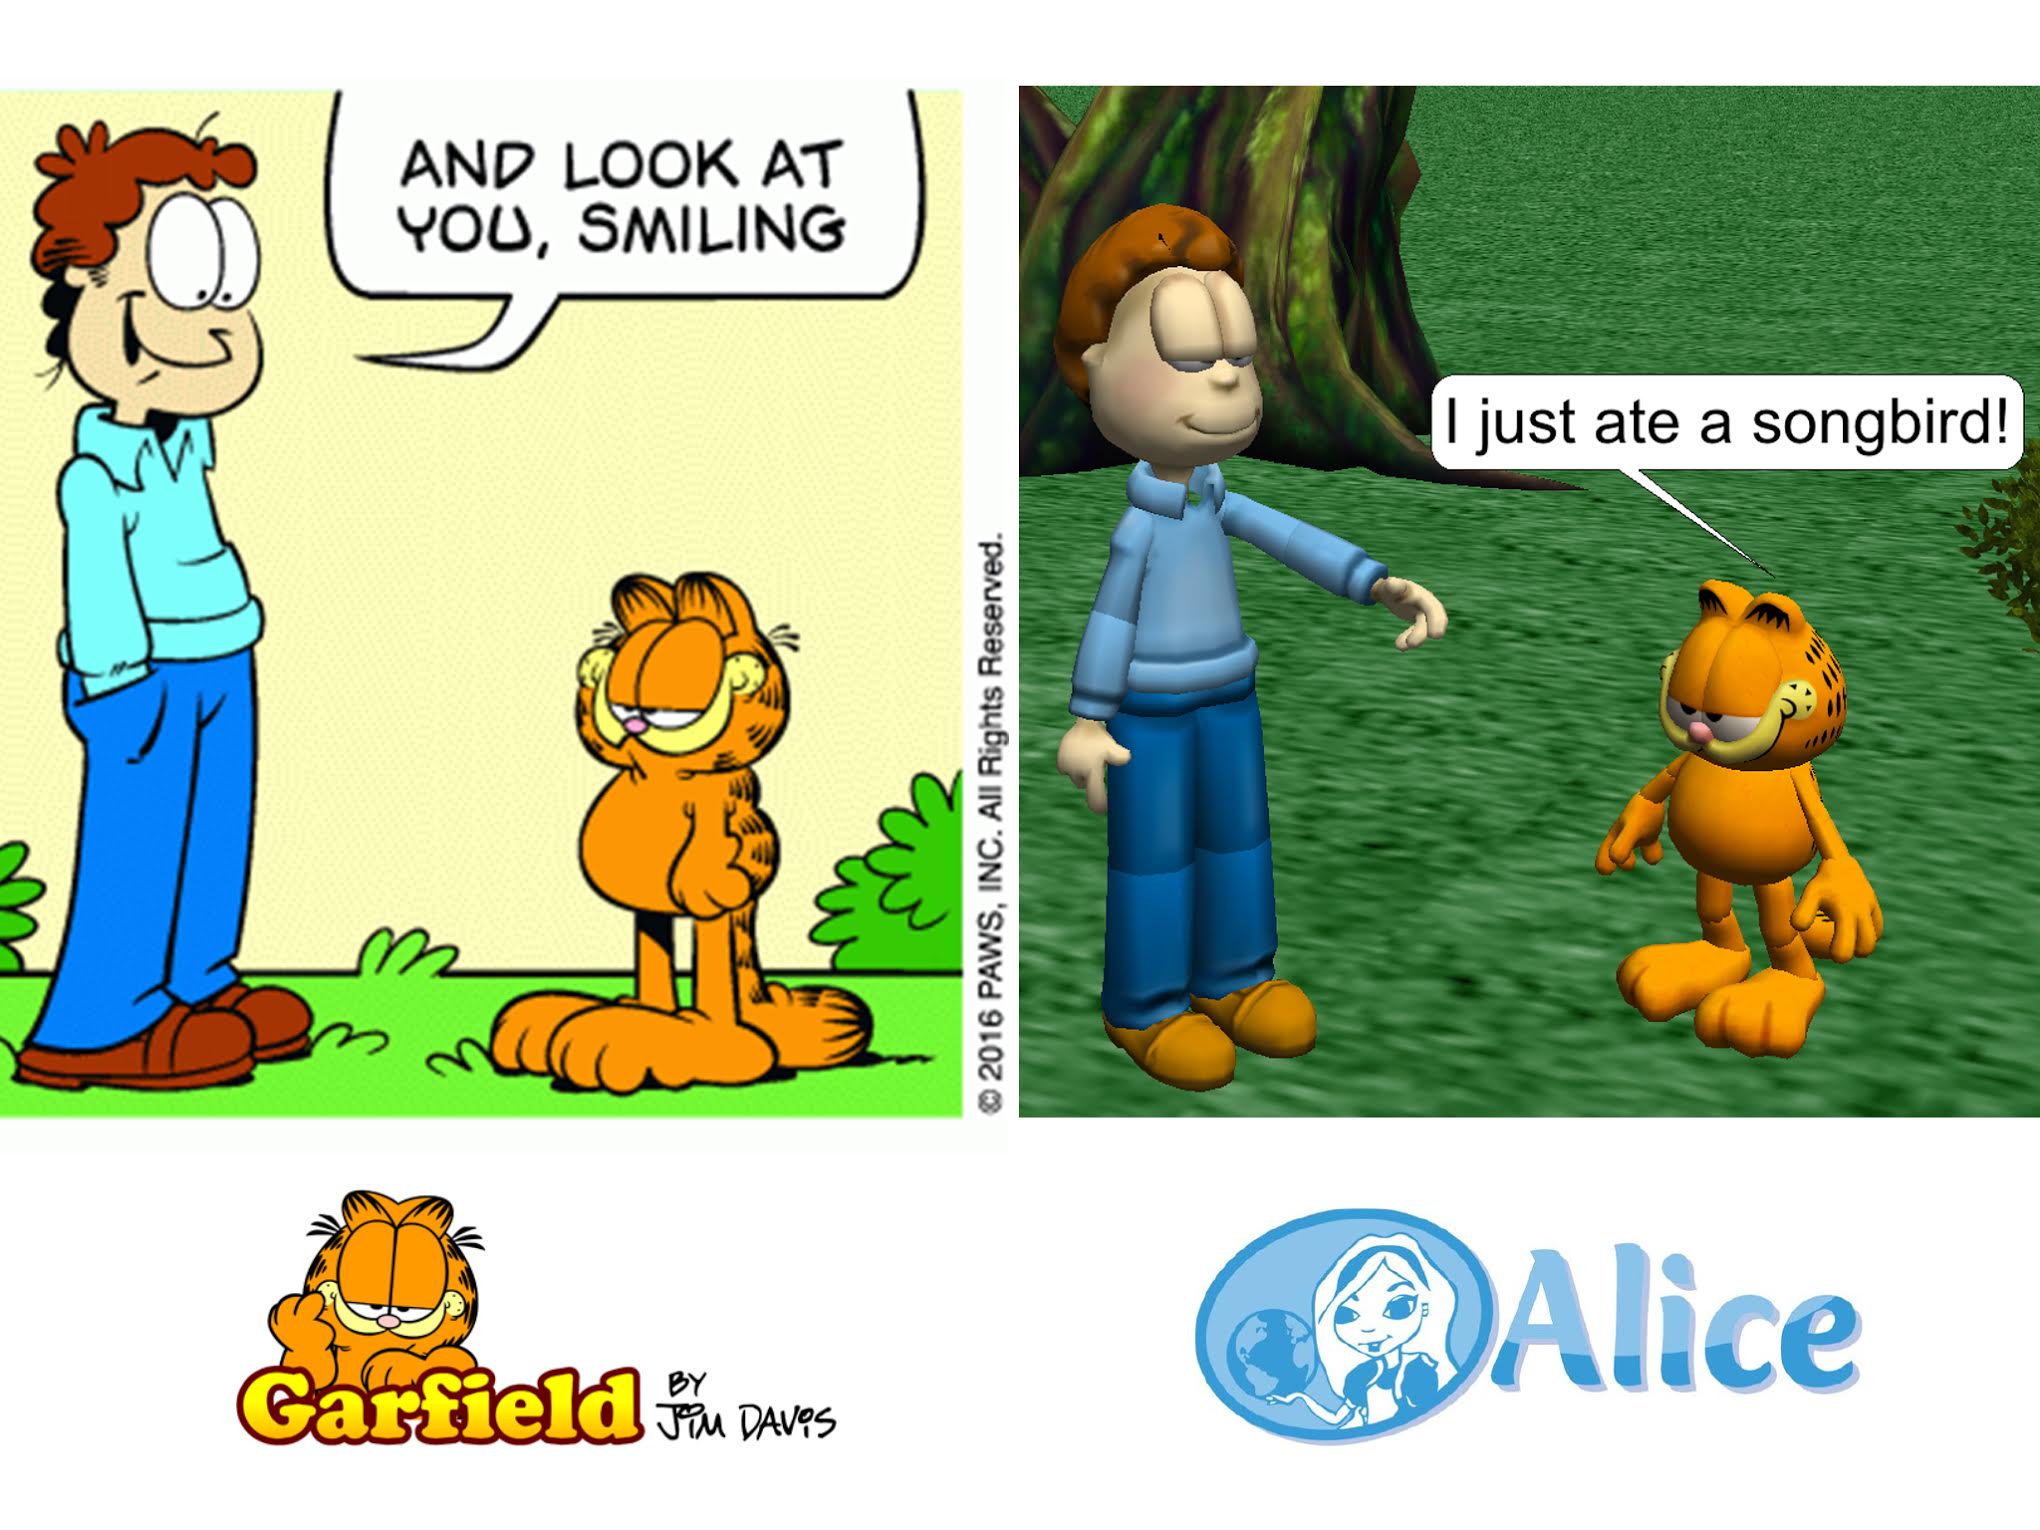 AND LOOK AT
YOU, SMILING
© 2016 PAWS, INC. All Rights Reserved.
I just ate a songbird!
Garfield
BY
JIM DAVIS
Alice